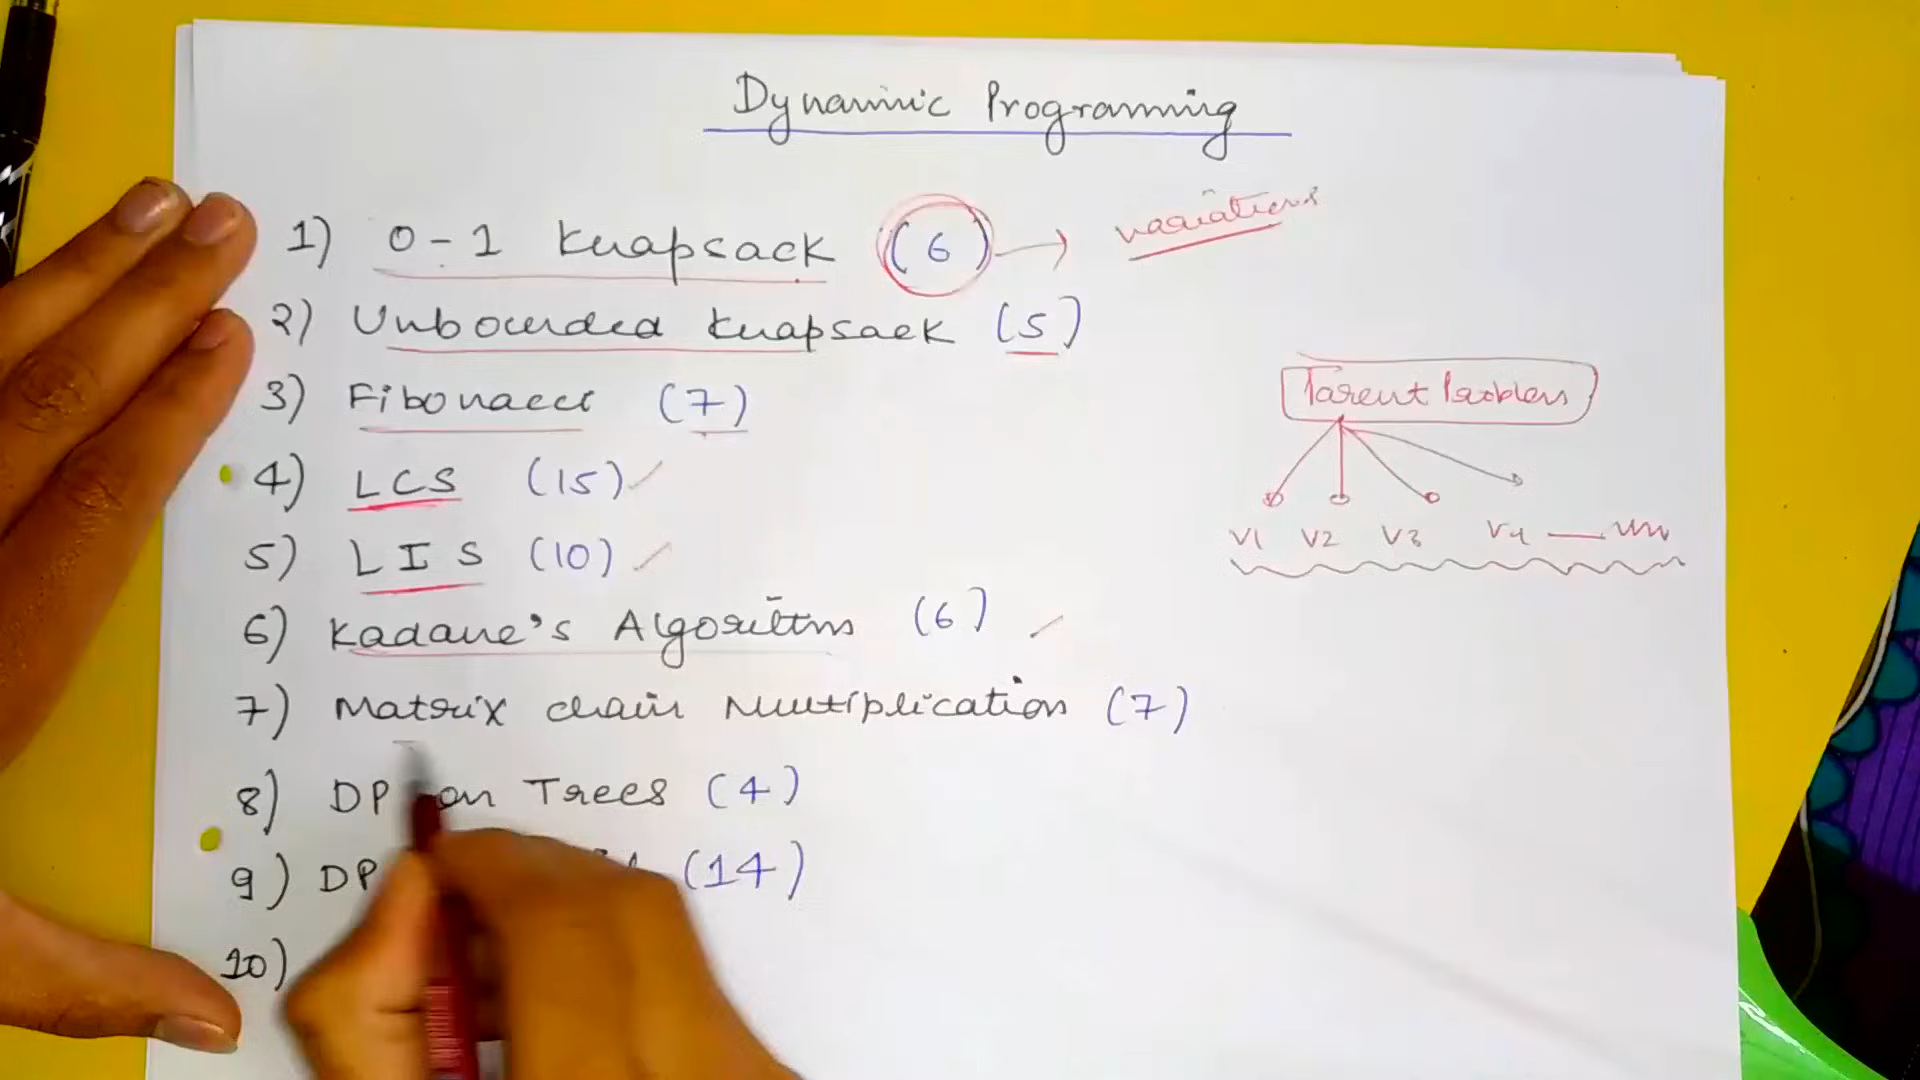 Dynamic Programming
1) 0-1 Knapsack (6) → variations
2) Unbounded Knapsack (5)
3) Fibonacci (7)
Parent Problem
4) LCS (15)
V1 V2 V3 V4
5) LIS (10)
6) Kadane's Algorithm (6)
7) Matrix chain Multiplication (7)
8) DP on Trees (4)
9) DP (14)
10)